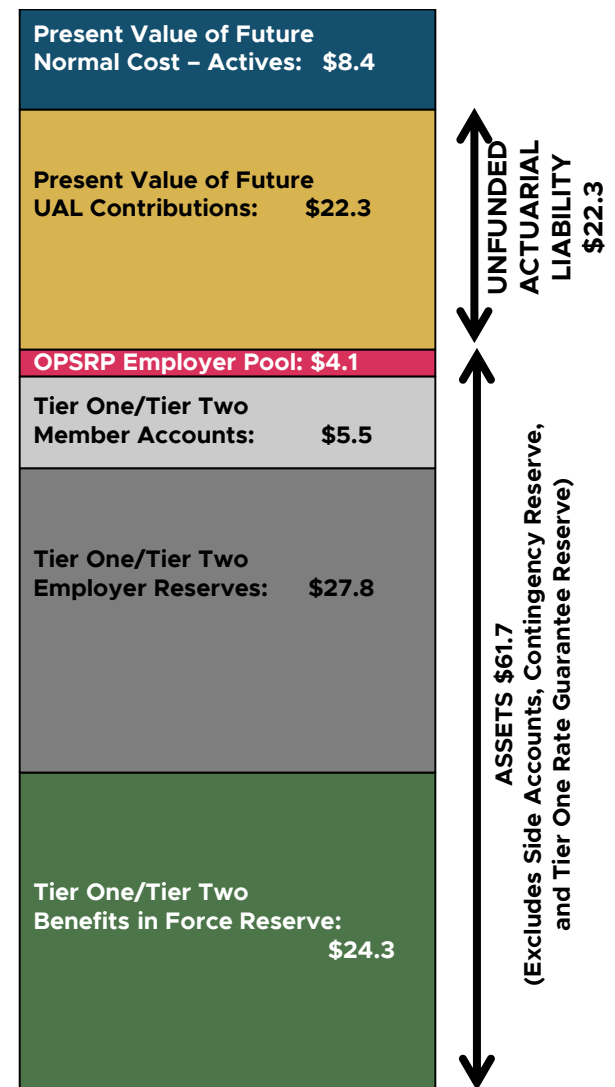 Present Value of Future
Normal Cost – Actives: $8.4
Present Value of Future
UAL Contributions: $22.3
UNFUNDED
ACTUARIAL
LIABILITY
$22.3
OPSRP Employer Pool: $4.1
Tier One/Tier Two
Member Accounts: $5.5
Tier One/Tier Two
Employer Reserves: $27.8
Tier One/Tier Two
Benefits in Force Reserve:
$24.3
ASSETS $61.7
(Excludes Side Accounts, Contingency Reserve,
and Tier One Rate Guarantee Reserve)